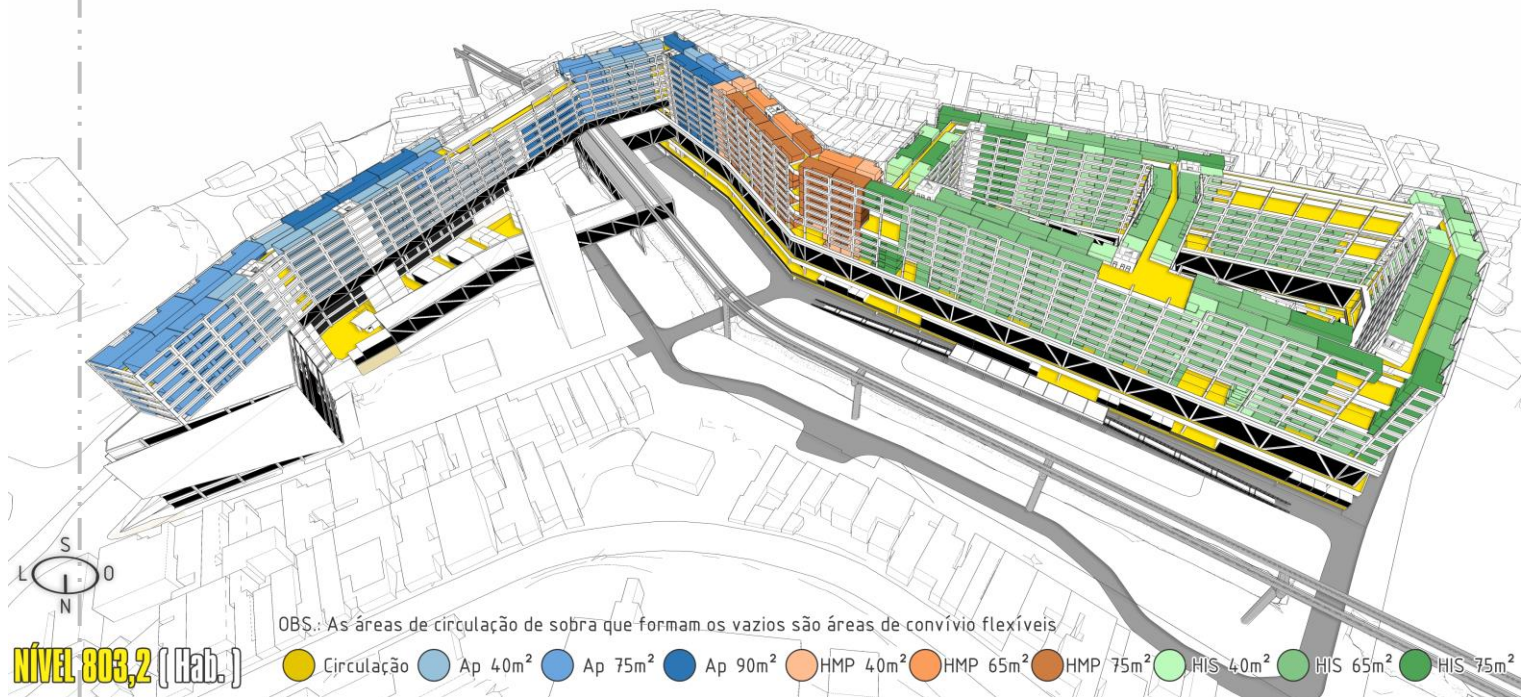 S
L O
N
OBS.: As áreas de circulação de sobra que formam os vazios são áreas de convívio flexíveis
NÍVEL 803,2 ( Hab. ) Circulação Ap 40m² Ap 75m² Ap 90m² HMP 40m² HMP 65m² HMP 75m² HIS 40m² HIS 65m² HIS 75m²